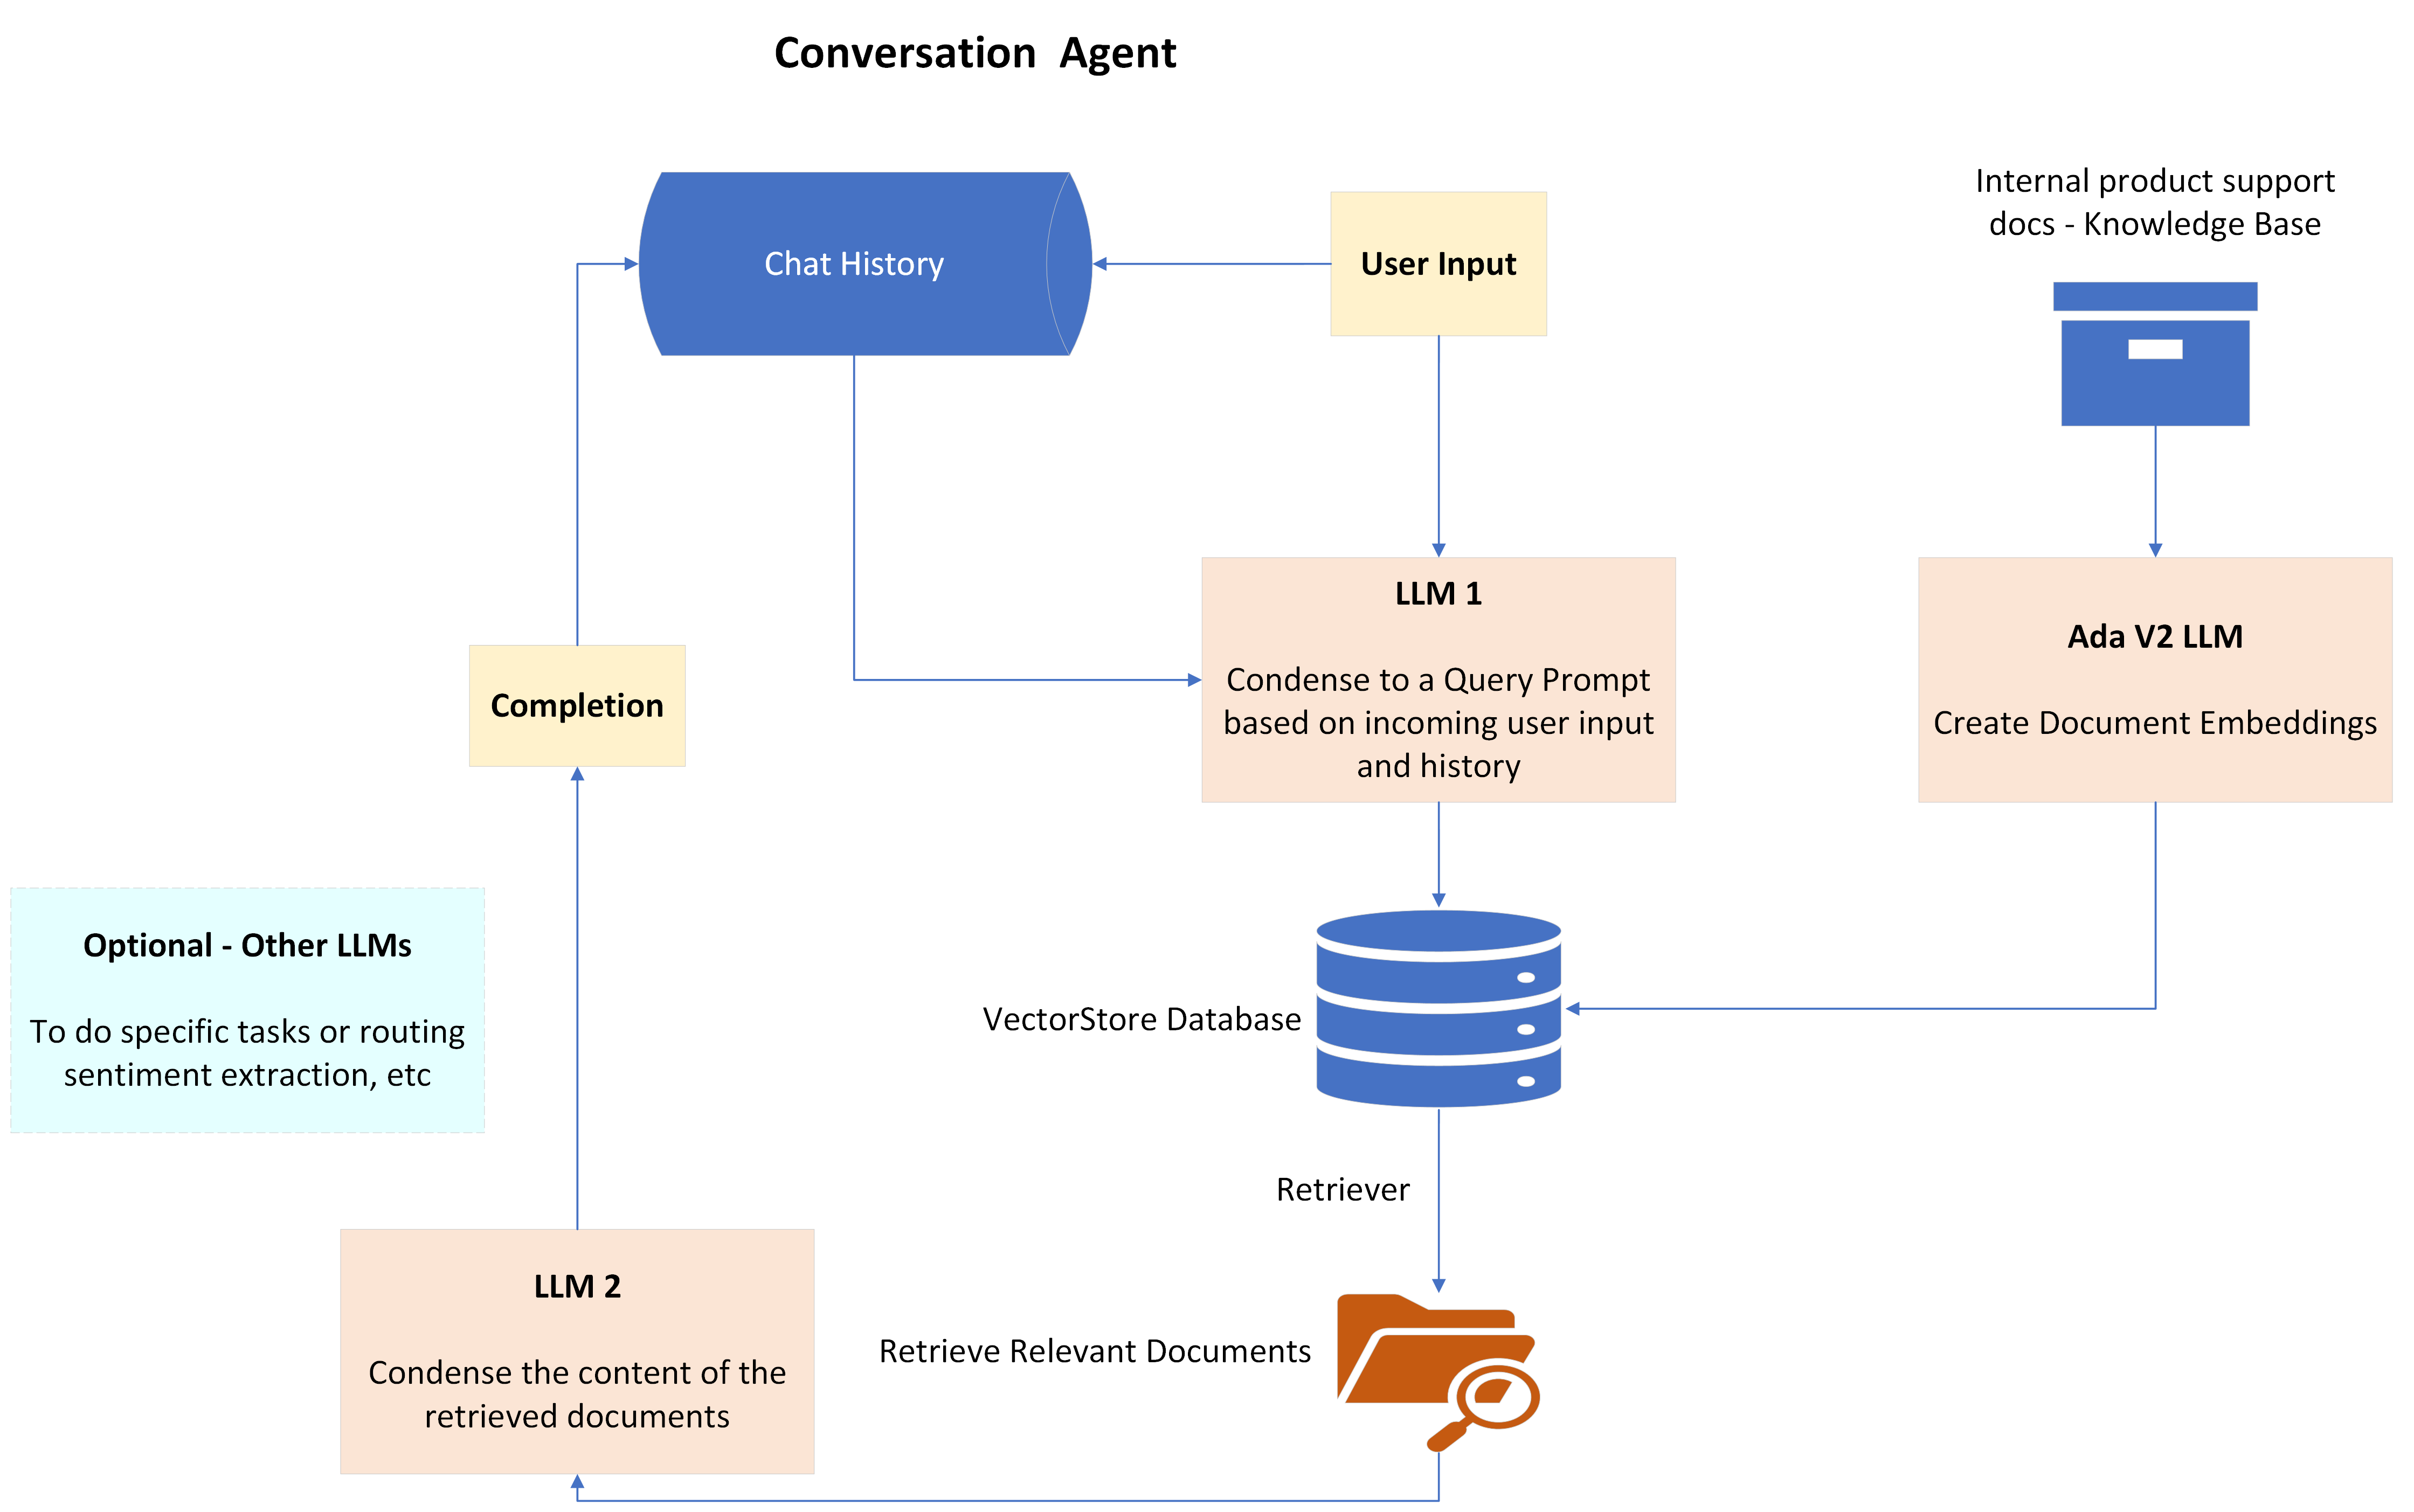 Conversation Agent
Internal product support
docs - Knowledge Base
Chat History
User Input
LLM 1
Condense to a Query Prompt
based on incoming user input
and history
Ada V2 LLM
Create Document Embeddings
Completion
Optional - Other LLMs
To do specific tasks or routing
sentiment extraction, etc
VectorStore Database
Retriever
LLM 2
Condense the content of the
retrieved documents
Retrieve Relevant Documents